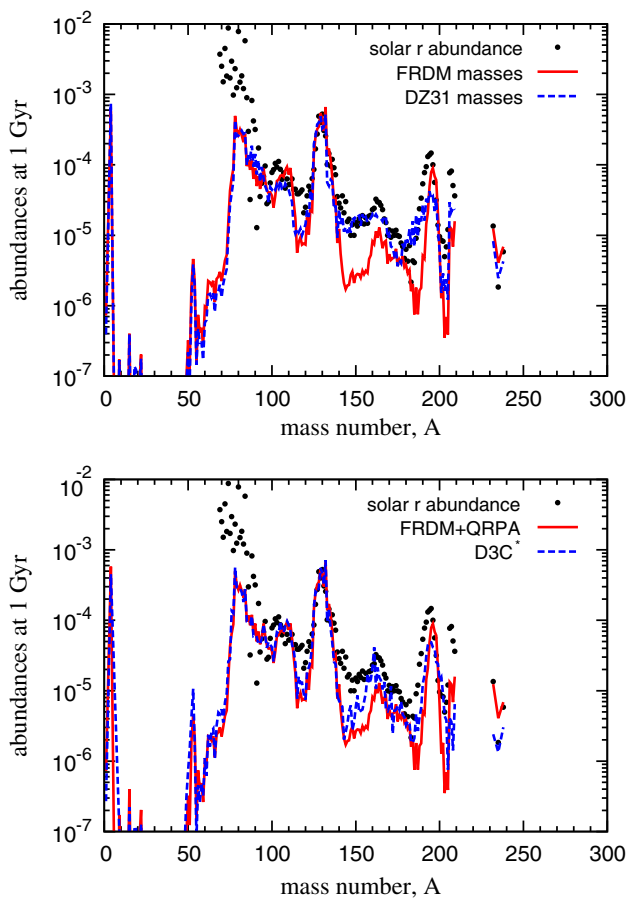 solar r abundance
FRDM masses
DZ31 masses
abundances at 1 Gyr
10-3
10-4
10-5
10-6
10-7
0 50 100 150 200 250 300
mass number, A
solar r abundance
FRDM+QRPA
D3C*
abundances at 1 Gyr
10-2
10-3
10-4
10-5
10-6
10-7
0 50 100 150 200 250 300
mass number, A